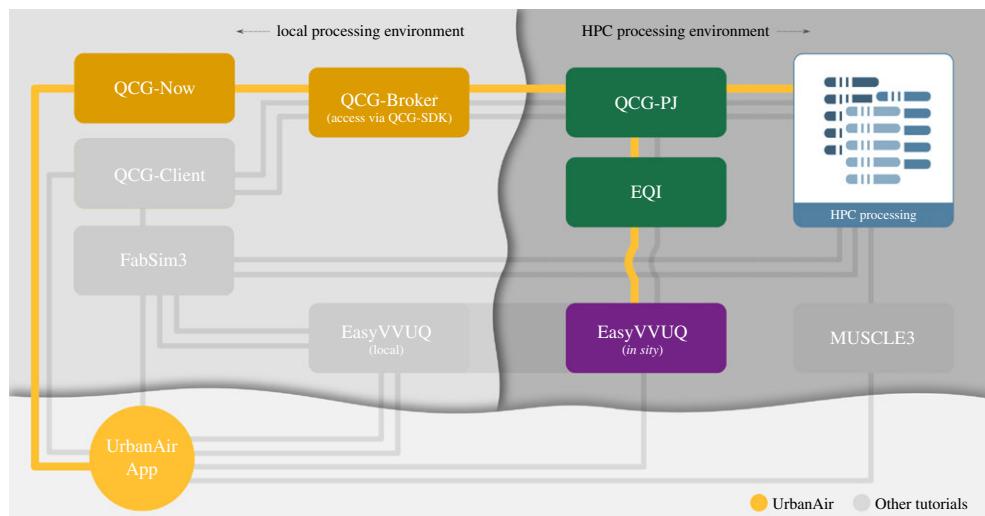 local processing environment
HPC processing environment
QCG-Now
QCG-Broker
(access via QCG-SDK)
QCG-PJ
QCG-Client
EQI
HPC processing
FabSim3
EasyVVUQ
(local)
EasyVVUQ
(in sity)
MUSCLE3
UrbanAir
App
UrbanAir
Other tutorials